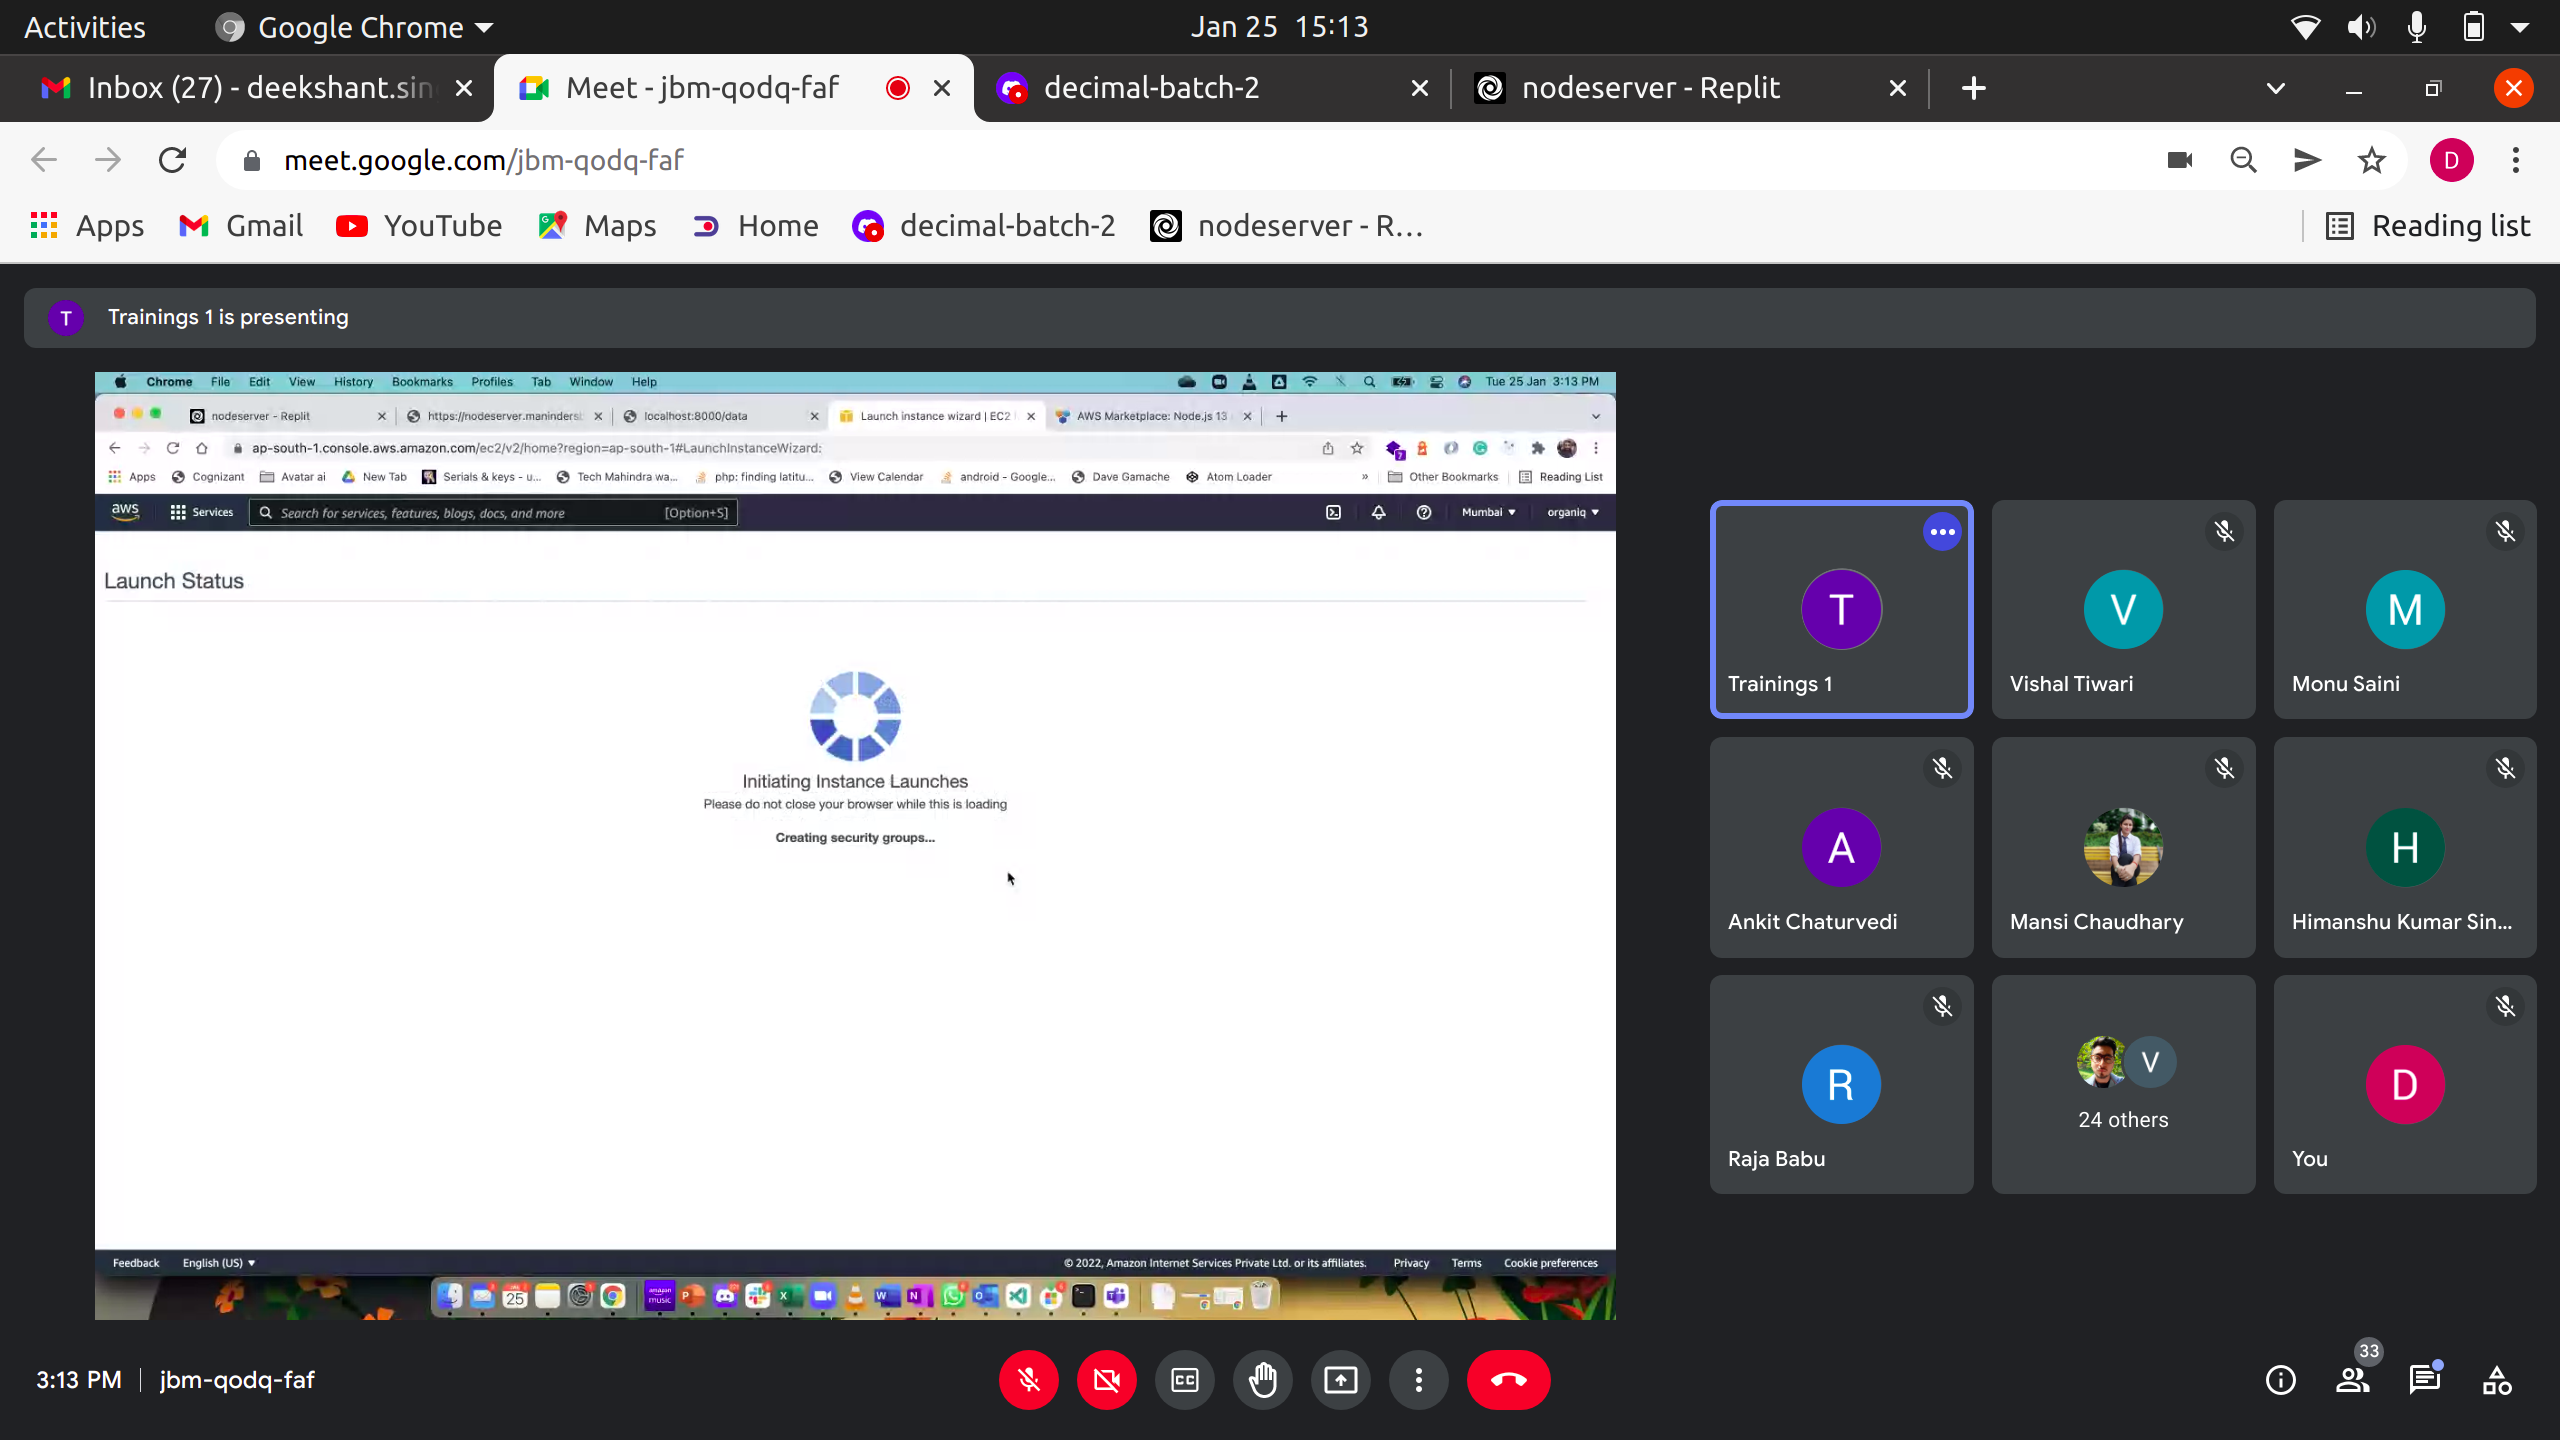 Activities Google Chrome Jan 25 15:13
Inbox (27) - deekshant.sin Meet - jbm-qodq-faf decimal-batch-2 nodeserver - Replit
meet.google.com/jbm-qodq-faf D
Apps Gmail YouTube Maps Home decimal-batch-2 nodeserver - R... Reading list
T Trainings 1 is presenting
Chrome File Edit View History Bookmarks Profiles Tab Window Help Tue 25 Jan 3:13 PM
nodeserver - Replit https://nodeserver.maninders localhost:8000/data Launch instance wizard | EC2 AWS Marketplace: Node.js 13
ap-south-1.console.aws.amazon.com/ec2/v2/home?region=ap-south-1#LaunchInstanceWizard:
Apps Cognizant Avatar ai New Tab Serials & keys - u... Tech Mahindra wa... php: finding latitu... View Calendar android - Google... Dave Gamache Atom Loader » Other Bookmarks Reading List
aws Services Search for services, features, blogs, docs, and more [Option+S] Mumbai organiq
Launch Status
Initiating Instance Launches
Please do not close your browser while this is loading
Creating security groups...
Feedback English (US) © 2022, Amazon Internet Services Private Ltd. or its affiliates. Privacy Terms Cookie preferences
T V M
Trainings 1 Vishal Tiwari Monu Saini
A H
Ankit Chaturvedi Mansi Chaudhary Himanshu Kumar Sin...
R V D
24 others
Raja Babu You
3:13 PM jbm-qodq-faf CC 33